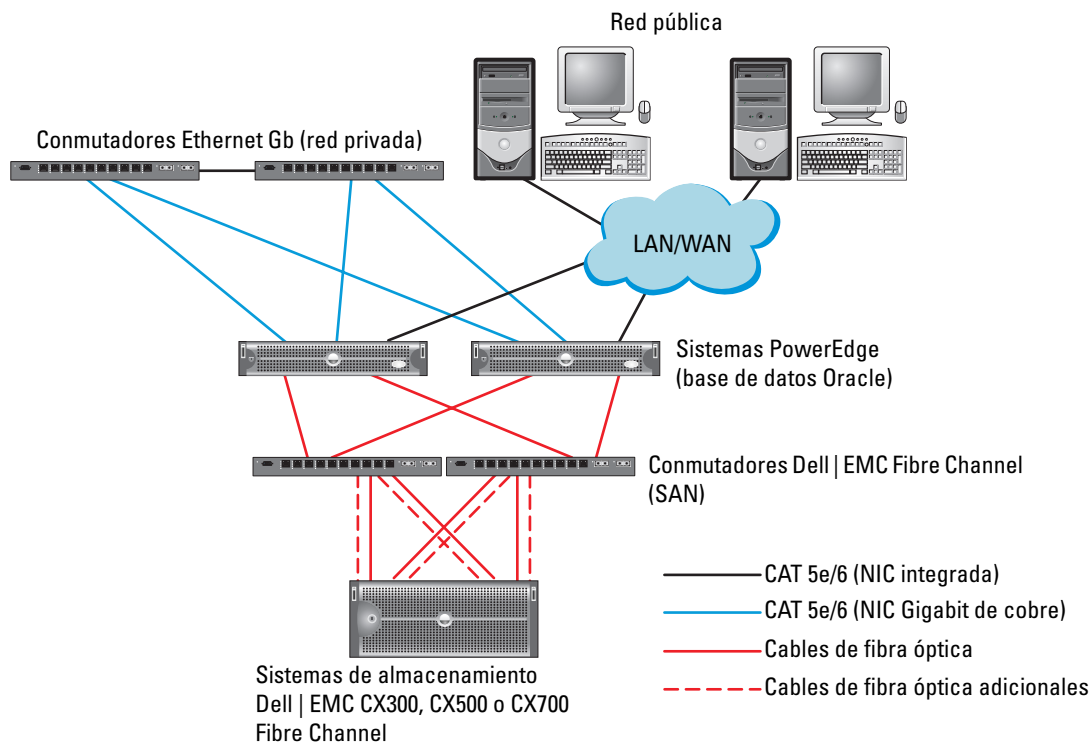 Red pública
Conmutadores Ethernet Gb (red privada)
LAN/WAN
Sistemas PowerEdge
(base de datos Oracle)
Conmutadores Dell | EMC Fibre Channel
(SAN)
CAT 5e/6 (NIC integrada)
CAT 5e/6 (NIC Gigabit de cobre)
Cables de fibra óptica
Cables de fibra óptica adicionales
Sistemas de almacenamiento
Dell | EMC CX300, CX500 o CX700
Fibre Channel